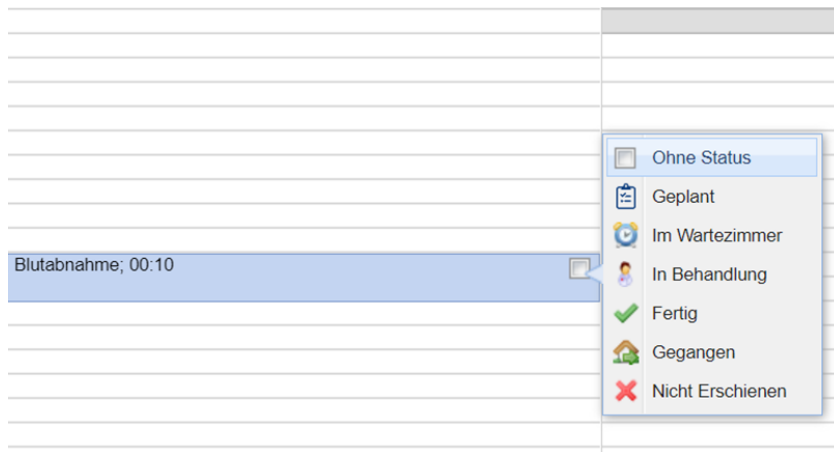 Blutabnahme; 00:10
Ohne Status
Geplant
Im Wartezimmer
In Behandlung
Fertig
Gegangen
Nicht Erschienen